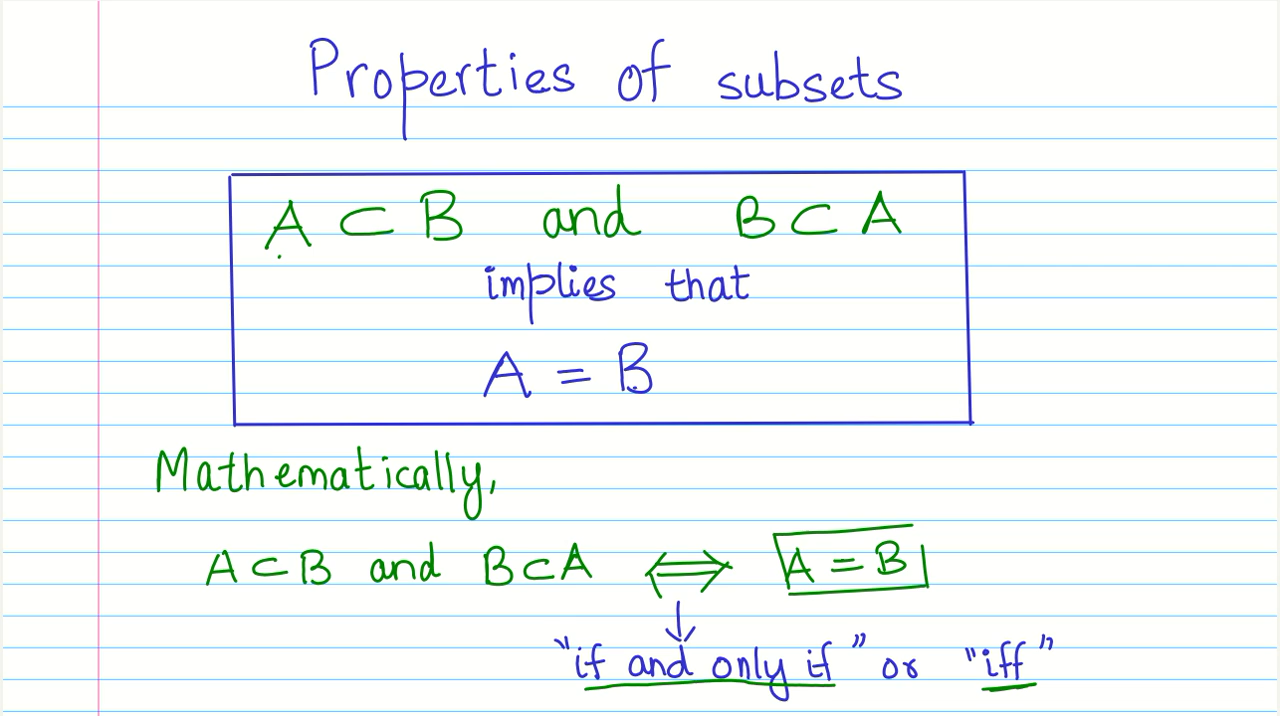 Properties of subsets
A ⊂ B and B ⊂ A
implies that
A = B
Mathematically,
A ⊂ B and B ⊂ A ⟺ A = B
↓
"if and only if" or "iff"